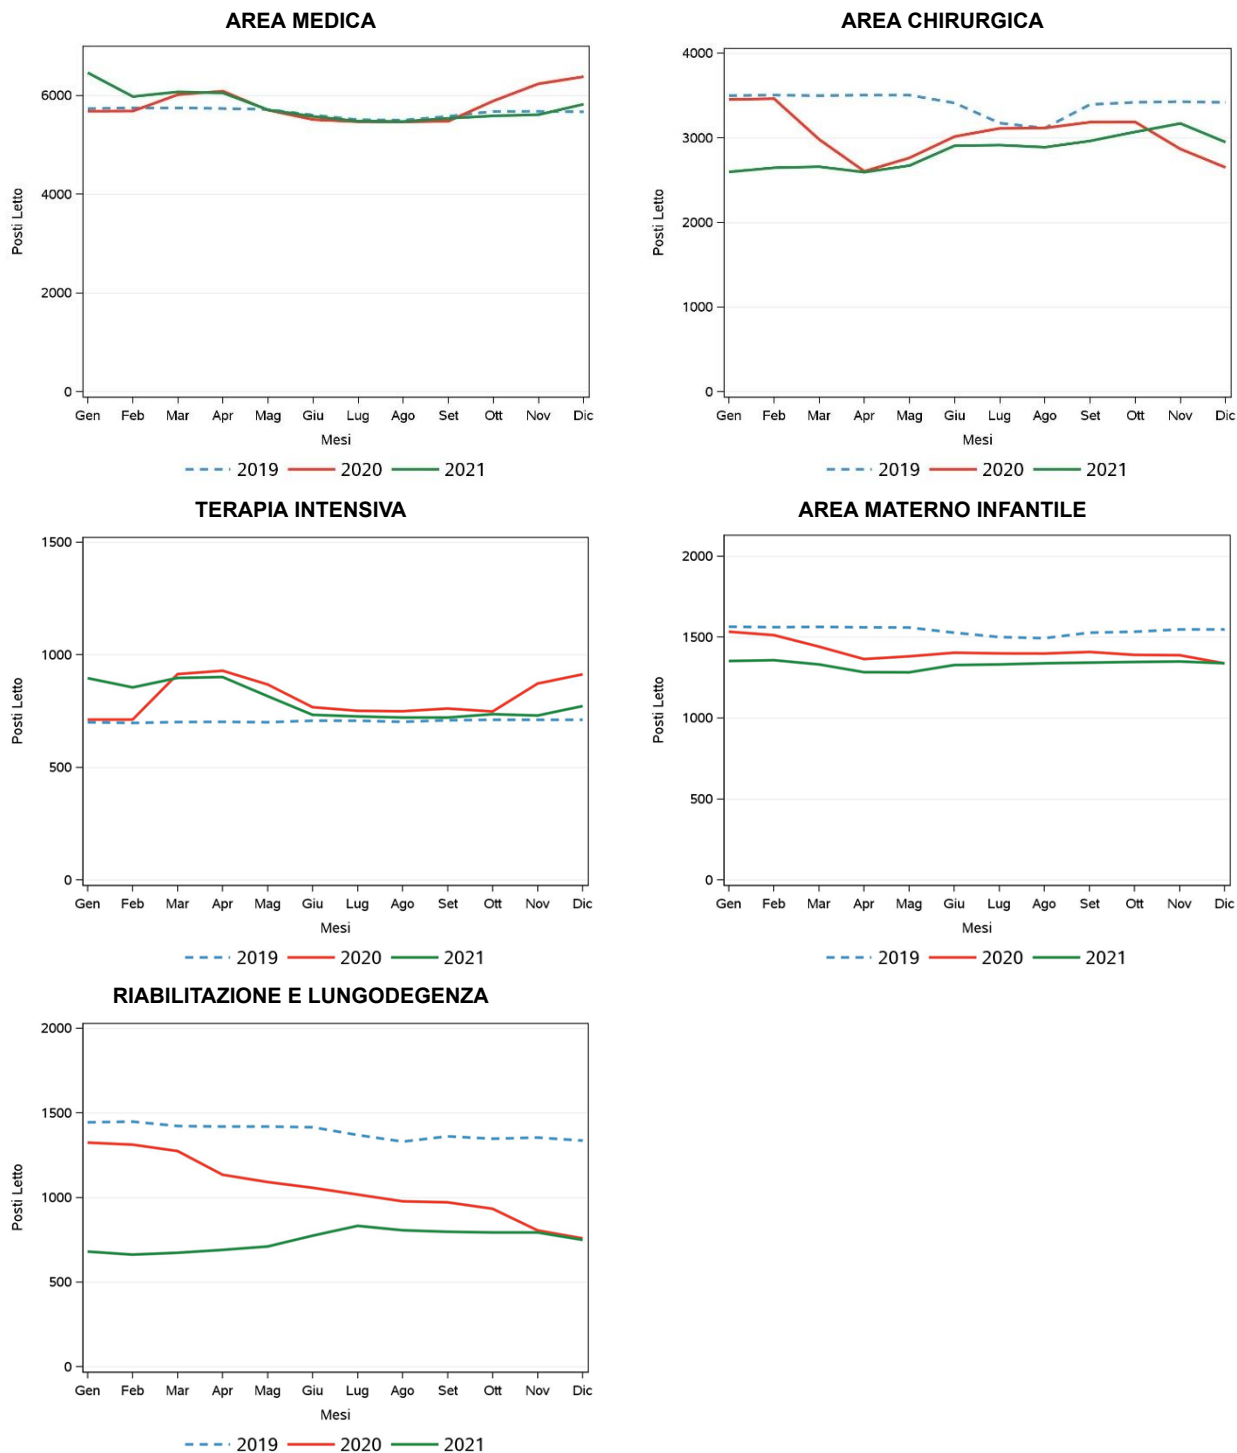 AREA MEDICA
6000
4000
2000
0
Posti Letto
Gen Feb Mar Apr Mag Giu Lug Ago Set Ott Nov Dic
Mesi
2019 2020 2021
AREA CHIRURGICA
4000
3000
2000
1000
0
Posti Letto
Gen Feb Mar Apr Mag Giu Lug Ago Set Ott Nov Dic
Mesi
2019 2020 2021
TERAPIA INTENSIVA
1500
1000
500
0
Posti Letto
Gen Feb Mar Apr Mag Giu Lug Ago Set Ott Nov Dic
Mesi
2019 2020 2021
AREA MATERNO INFANTILE
2000
1500
1000
500
0
Posti Letto
Gen Feb Mar Apr Mag Giu Lug Ago Set Ott Nov Dic
Mesi
2019 2020 2021
RIABILITAZIONE E LUNGODEGENZA
2000
1500
1000
500
0
Posti Letto
Gen Feb Mar Apr Mag Giu Lug Ago Set Ott Nov Dic
Mesi
2019 2020 2021